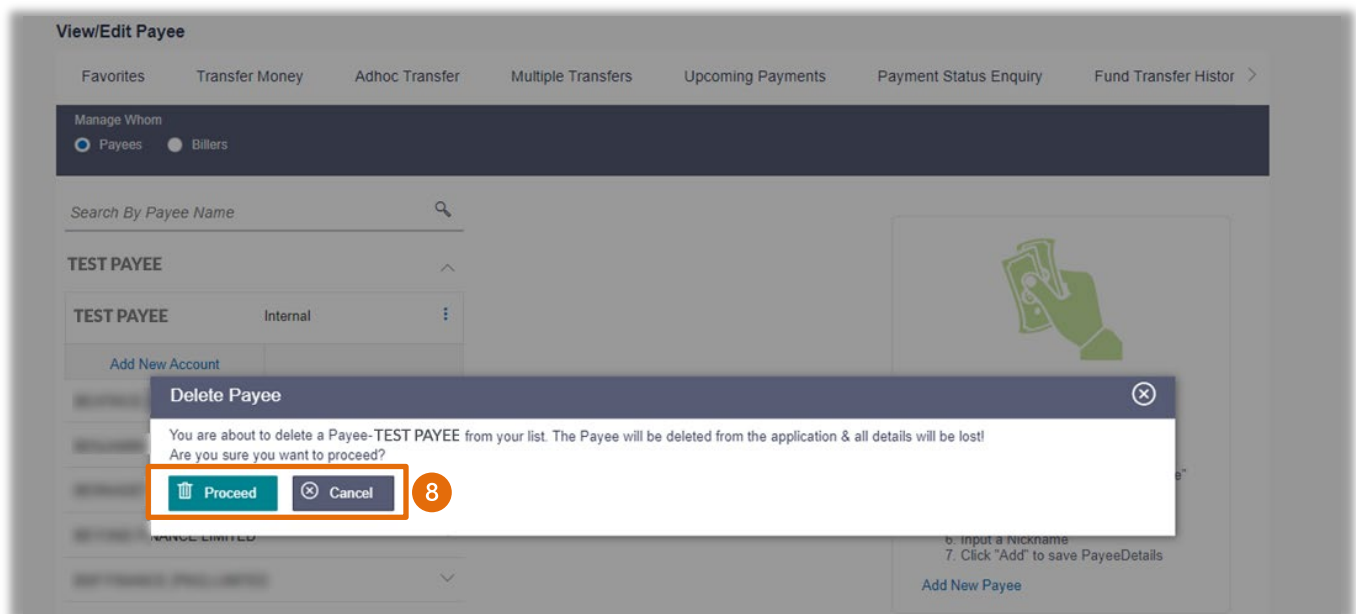 View/Edit Payee
Favorites Transfer Money Adhoc Transfer Multiple Transfers Upcoming Payments Payment Status Enquiry Fund Transfer Histor
Manage Whom
Payees Billers
Search By Payee Name
TEST PAYEE
TEST PAYEE Internal
Add New Account
Delete Payee
You are about to delete a Payee-TEST PAYEE from your list. The Payee will be deleted from the application & all details will be lost!
Are you sure you want to proceed?
Proceed Cancel 8
LIMITED
6. Input a Nickname
7. Click "Add" to save PayeeDetails
Add New Payee